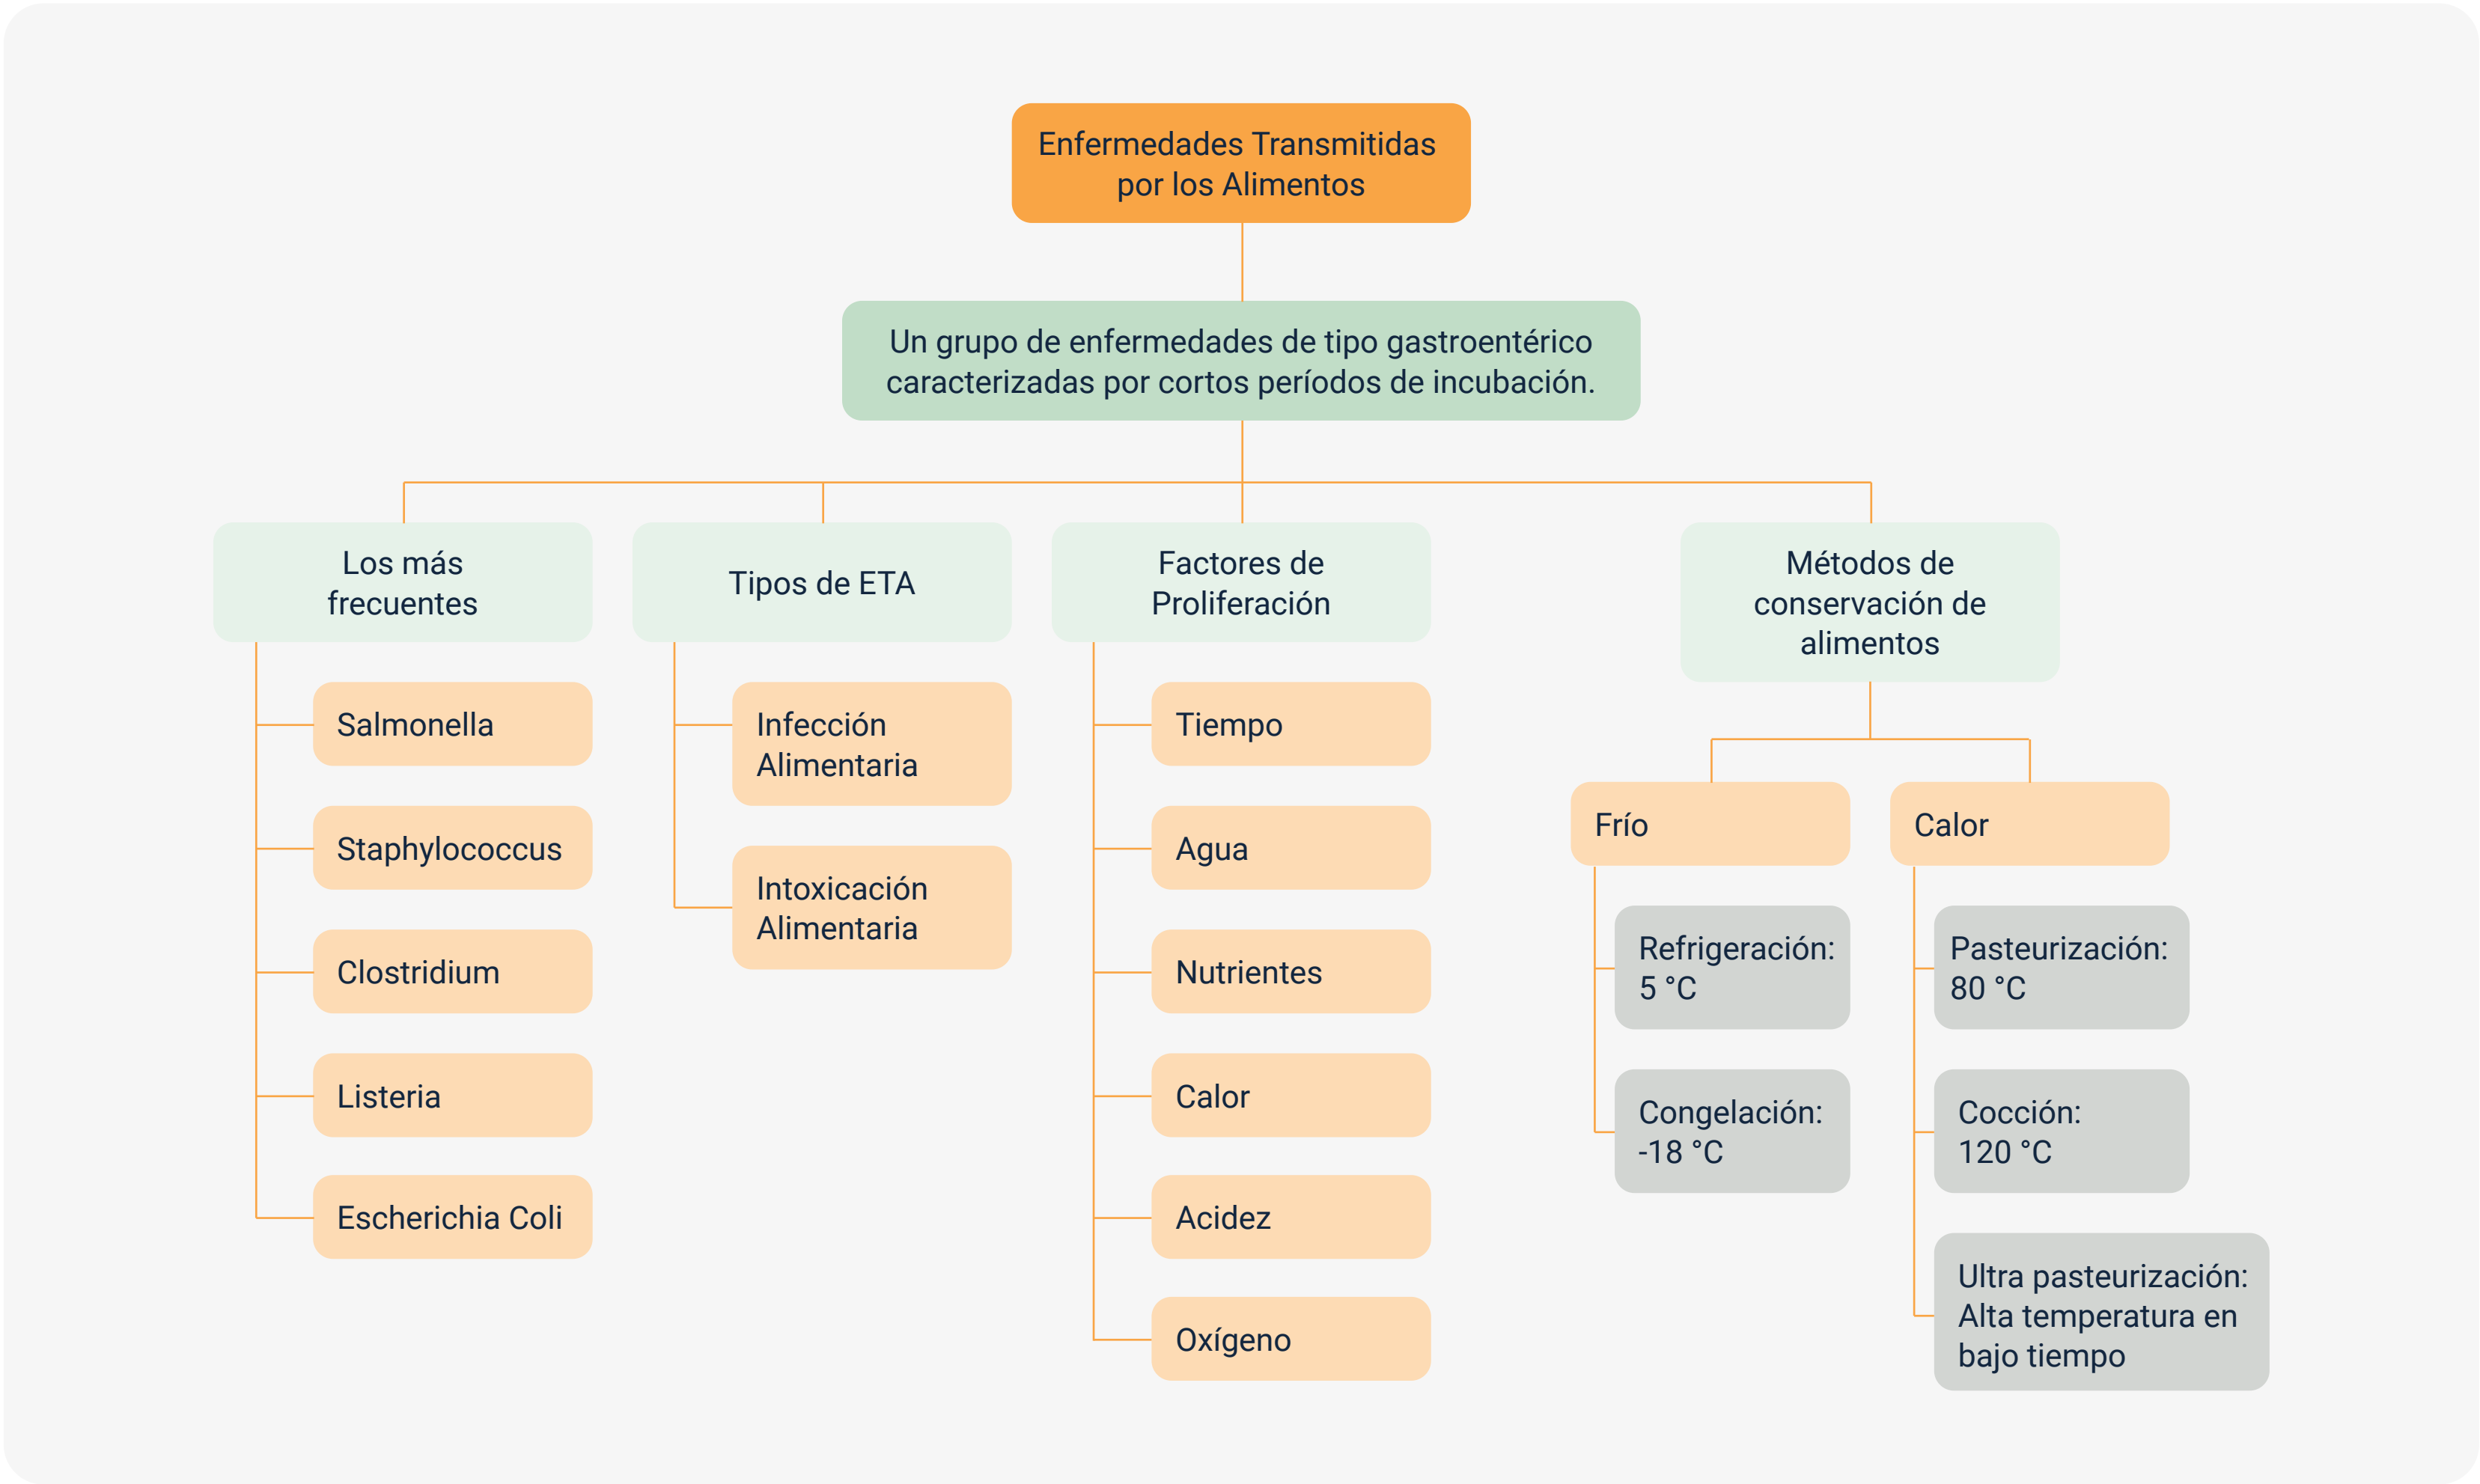 Enfermedades Transmitidas
por los Alimentos
Un grupo de enfermedades de tipo gastroentérico
caracterizadas por cortos períodos de incubación.
Los más
frecuentes
Salmonella
Staphylococcus
Clostridium
Listeria
Escherichia Coli
Tipos de ETA
Infección
Alimentaria
Intoxicación
Alimentaria
Factores de
Proliferación
Tiempo
Agua
Nutrientes
Calor
Acidez
Oxígeno
Métodos de
conservación de
alimentos
Frío
Refrigeración:
5 °C
Congelación:
-18 °C
Calor
Pasteurización:
80 °C
Cocción:
120 °C
Ultra pasteurización:
Alta temperatura en
bajo tiempo